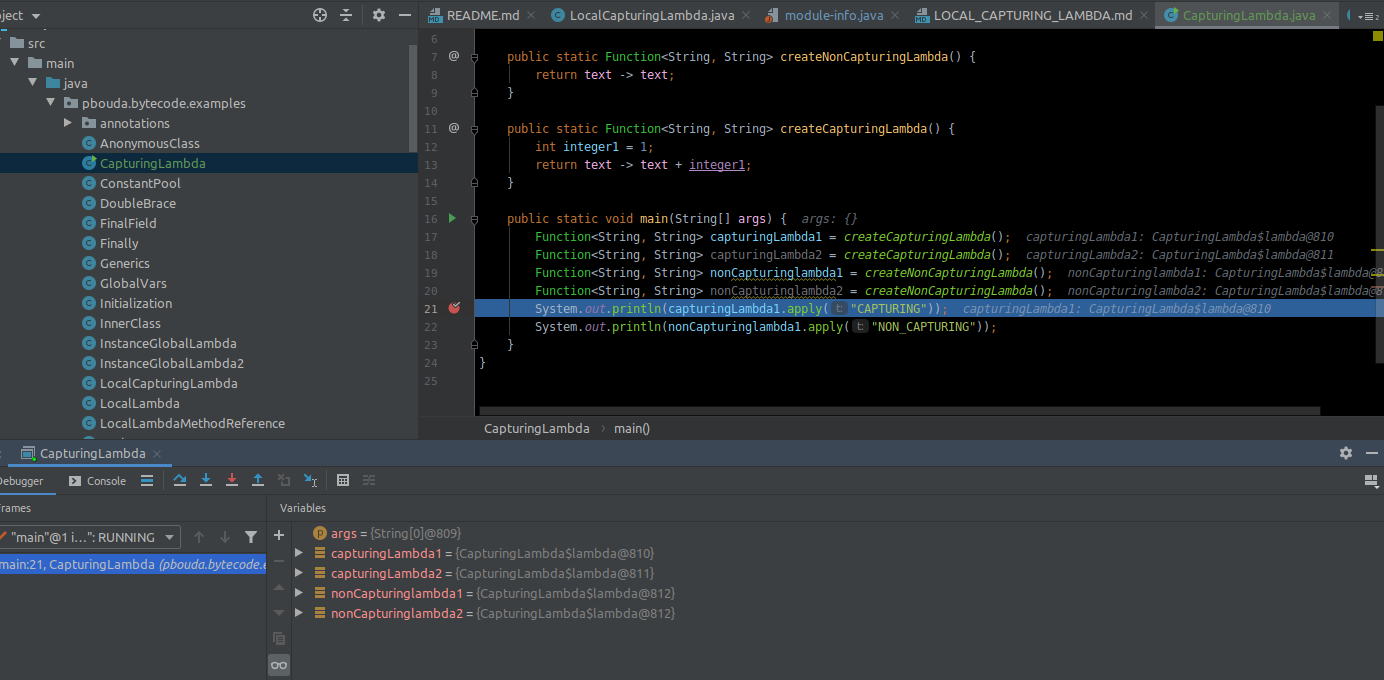 ject
README.md
LocalCapturingLambda.java
module-info.java
LOCAL_CAPTURING_LAMBDA.md
CapturingLambda.java
src
main
java
pbouda.bytecode.examples
annotations
AnonymousClass
CapturingLambda
ConstantPool
DoubleBrace
FinalField
Finally
Generics
GlobalVars
Initialization
InnerClass
InstanceGlobalLambda
InstanceGlobalLambda2
LocalCapturingLambda
LocalLambda
LocalLambdaMethodReference
6
7 @ public static Function<String, String> createNonCapturingLambda() {
8 return text -> text;
9 }
10
11 @ public static Function<String, String> createCapturingLambda() {
12 int integer1 = 1;
13 return text -> text + integer1;
14 }
15
16 public static void main(String[] args) { args: {}
17 Function<String, String> capturingLambda1 = createCapturingLambda(); capturingLambda1: CapturingLambda$lambda@810
18 Function<String, String> capturingLambda2 = createCapturingLambda(); capturingLambda2: CapturingLambda$lambda@811
19 Function<String, String> nonCapturinglambda1 = createNonCapturingLambda(); nonCapturinglambda1: CapturingLambda$lambda@8
20 Function<String, String> nonCapturinglambda2 = createNonCapturingLambda(); nonCapturinglambda2: CapturingLambda$lambda@8
21 System.out.println(capturingLambda1.apply( t: "CAPTURING")); capturingLambda1: CapturingLambda$lambda@810
22 System.out.println(nonCapturinglambda1.apply( t: "NON_CAPTURING"));
23 }
24 }
25
CapturingLambda › main()
: CapturingLambda
Debugger Console
rames
Variables
"main"@1 i...": RUNNING
main:21, CapturingLambda (pbouda.bytecode.e
args = {String[0]@809}
capturingLambda1 = {CapturingLambda$lambda@810}
capturingLambda2 = {CapturingLambda$lambda@811}
nonCapturinglambda1 = {CapturingLambda$lambda@812}
nonCapturinglambda2 = {CapturingLambda$lambda@812}